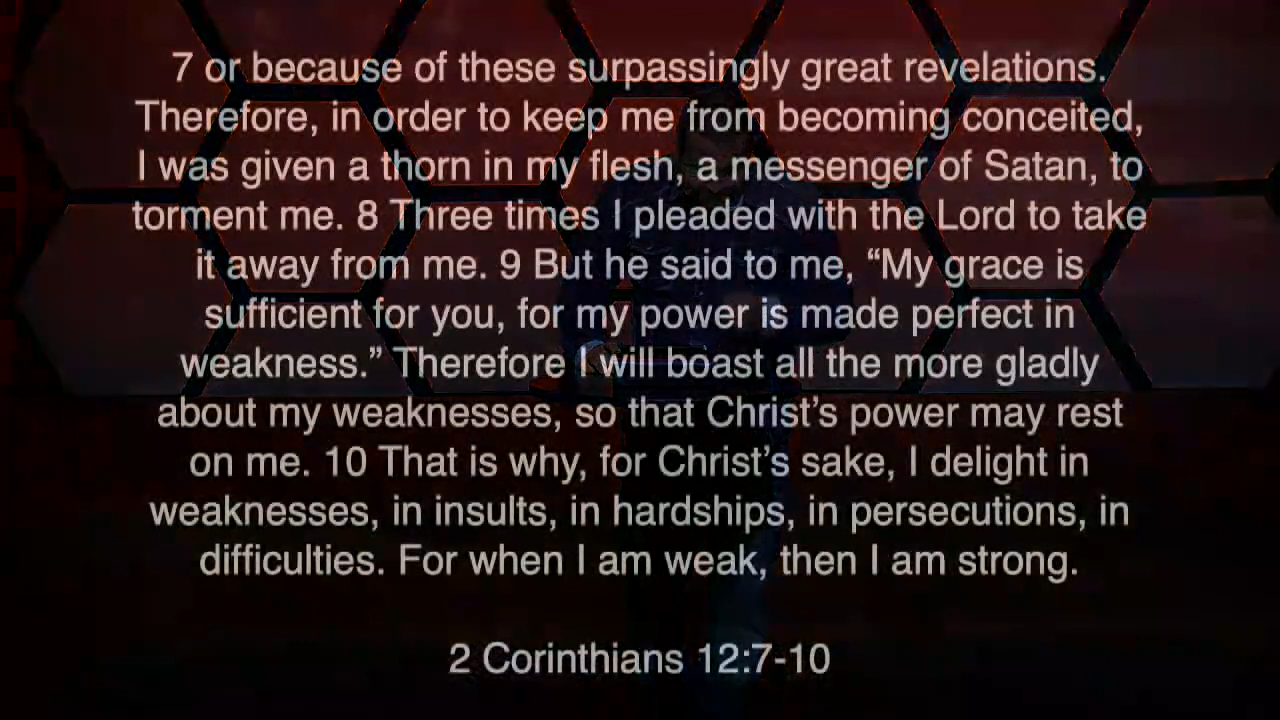 7 or because of these surpassingly great revelations.
Therefore, in order to keep me from becoming conceited,
I was given a thorn in my flesh, a messenger of Satan, to
torment me. 8 Three times I pleaded with the Lord to take
it away from me. 9 But he said to me, “My grace is
sufficient for you, for my power is made perfect in
weakness.” Therefore I will boast all the more gladly
about my weaknesses, so that Christ’s power may rest
on me. 10 That is why, for Christ’s sake, I delight in
weaknesses, in insults, in hardships, in persecutions, in
difficulties. For when I am weak, then I am strong.
2 Corinthians 12:7-10